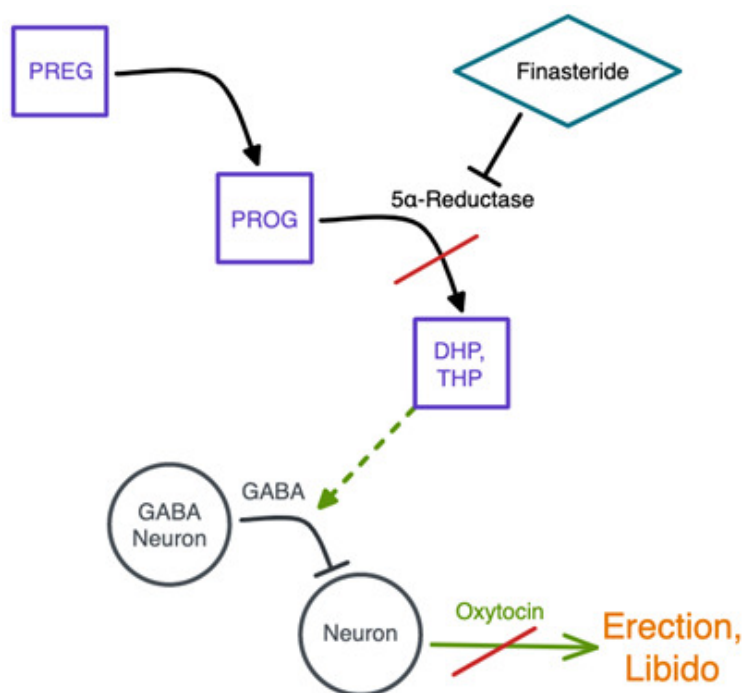 PREG
Finasteride
5α-Reductase
PROG
DHP,
THP
GABA
GABA
Neuron
Neuron
Oxytocin
Erection,
Libido